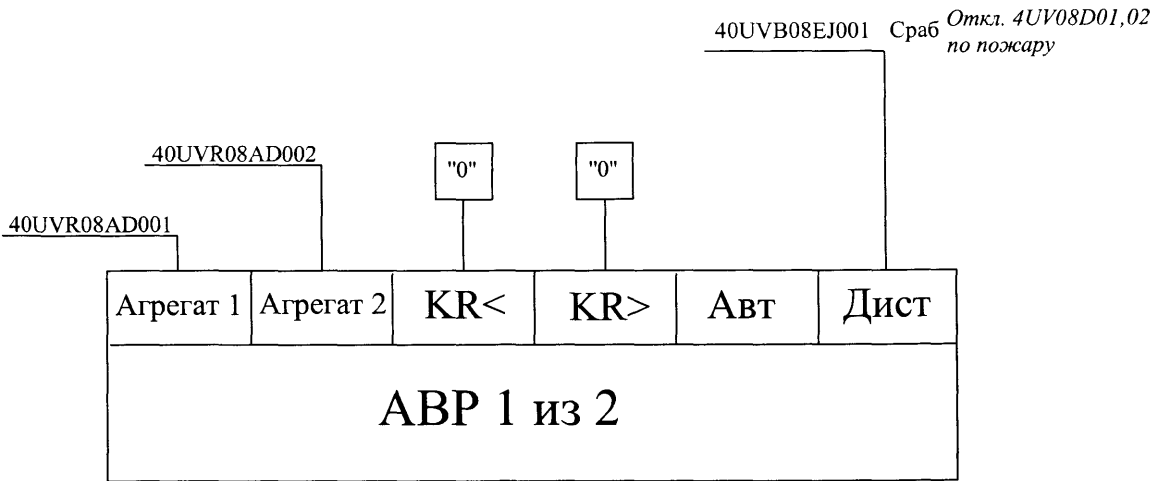 40UVB08EJ001 Сраб Откл. 4UV08D01,02
по пожару
40UVR08AD002 "0" "0"
40UVR08AD001
Агрегат 1 Агрегат 2 KR< KR> Авт Дист
АВР 1 из 2